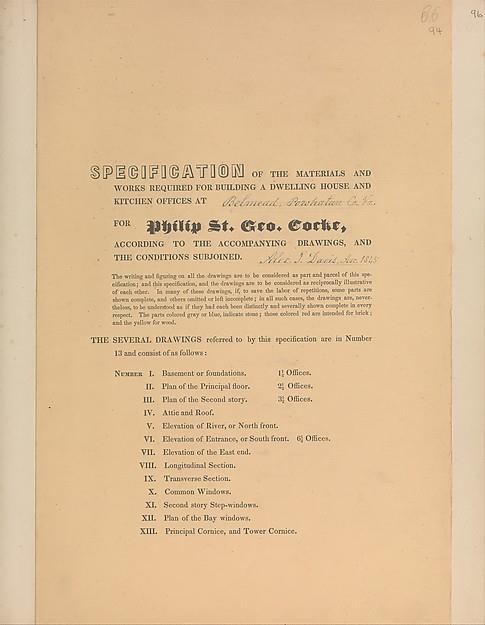 66
94
96
SPECIFICATION OF THE MATERIALS AND
WORKS REQUIRED FOR BUILDING A DWELLING HOUSE AND
KITCHEN OFFICES AT Belmead, Powhatan Co. Va.
FOR Philip St. Geo. Cocke,
ACCORDING TO THE ACCOMPANYING DRAWINGS, AND
THE CONDITIONS SUBJOINED. Alex. J. Davis, Arc. 1845
The writing and figuring on all the drawings are to be considered as part and parcel of this spe-
cification; and this specification, and the drawings are to be considered as reciprocally illustrative
of each other. In many of these drawings, if, to save the labor of repetitions, some parts are
shown complete, and others omitted or left incomplete; in all such cases, the drawings are, never-
theless, to be understood as if they had each been distinctly and severally shown complete in every
respect. The parts colored gray or blue, indicate stone; those colored red are intended for brick;
and the yellow for wood.
THE SEVERAL DRAWINGS referred to by this specification are in Number
13 and consist of as follows:
NUMBER I. Basement or foundations. 1½ Offices.
II. Plan of the Principal floor. 2½ Offices.
III. Plan of the Second story. 3½ Offices.
IV. Attic and Roof.
V. Elevation of River, or North front.
VI. Elevation of Entrance, or South front. 6½ Offices.
VII. Elevation of the East end.
VIII. Longitudinal Section.
IX. Transverse Section.
X. Common Windows.
XI. Second story Step-windows.
XII. Plan of the Bay windows.
XIII. Principal Cornice, and Tower Cornice.